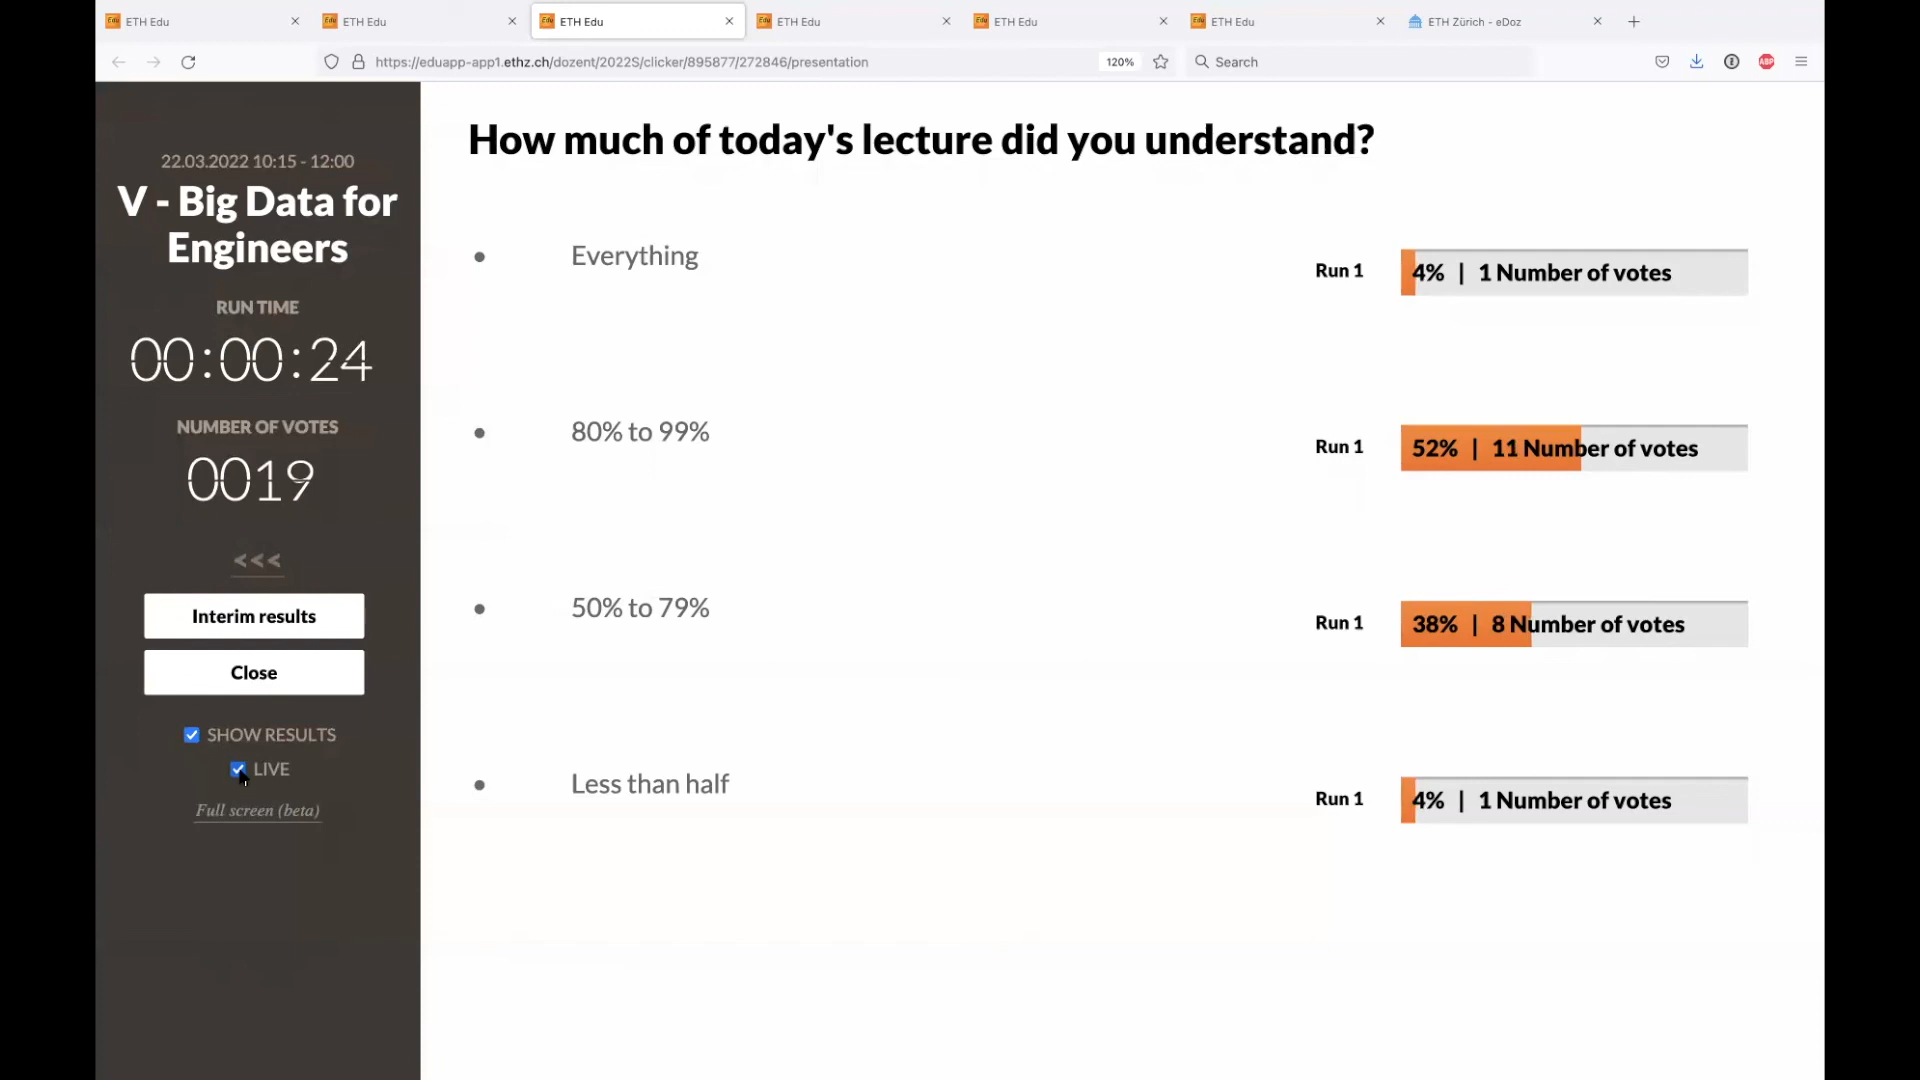 ETH Edu
ETH Edu
ETH Edu
ETH Edu
ETH Edu
ETH Edu
ETH Zürich - eDoz
https://eduapp-app1.ethz.ch/dozent/2022S/clicker/895877/272846/presentation
120%
Search
ABP
22.03.2022 10:15 - 12:00
V - Big Data for
Engineers
RUN TIME
00:00:24
NUMBER OF VOTES
0019
<<<
Interim results
Close
SHOW RESULTS
LIVE
Full screen (beta)
How much of today's lecture did you understand?
• Everything
Run 1
4% | 1 Number of votes
• 80% to 99%
Run 1
52% | 11 Number of votes
• 50% to 79%
Run 1
38% | 8 Number of votes
• Less than half
Run 1
4% | 1 Number of votes